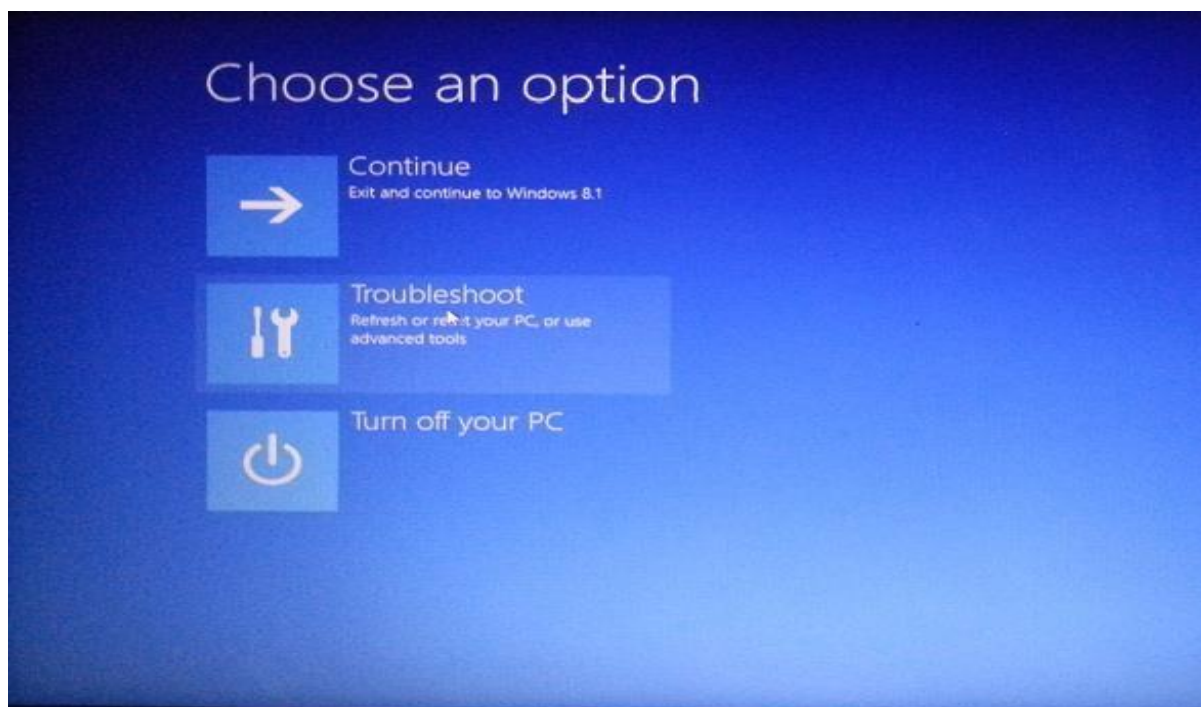 Choose an option
Continue
Exit and continue to Windows 8.1
Troubleshoot
Refresh or reset your PC, or use
advanced tools
Turn off your PC